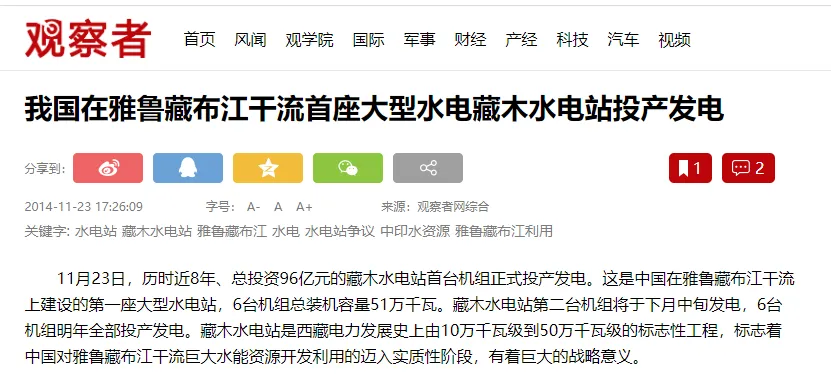 观察者 首页 风闻 观学院 国际 军事 财经 产经 科技 汽车 视频
我国在雅鲁藏布江干流首座大型水电藏木水电站投产发电
分享到: 1 2
2014-11-23 17:26:09 字号： A- A A+ 来源：观察者网综合
关键字: 水电站 藏木水电站 雅鲁藏布江 水电 水电站争议 中印水资源 雅鲁藏布江利用
11月23日，历时近8年、总投资96亿元的藏木水电站首台机组正式投产发电。这是中国在雅鲁藏布江干流
上建设的第一座大型水电站，6台机组总装机容量51万千瓦。藏木水电站第二台机组将于下月中旬发电，6台
机组明年全部投产发电。藏木水电站是西藏电力发展史上由10万千瓦级到50万千瓦级的标志性工程，标志着
中国对雅鲁藏布江干流巨大水能资源开发利用的迈入实质性阶段，有着巨大的战略意义。